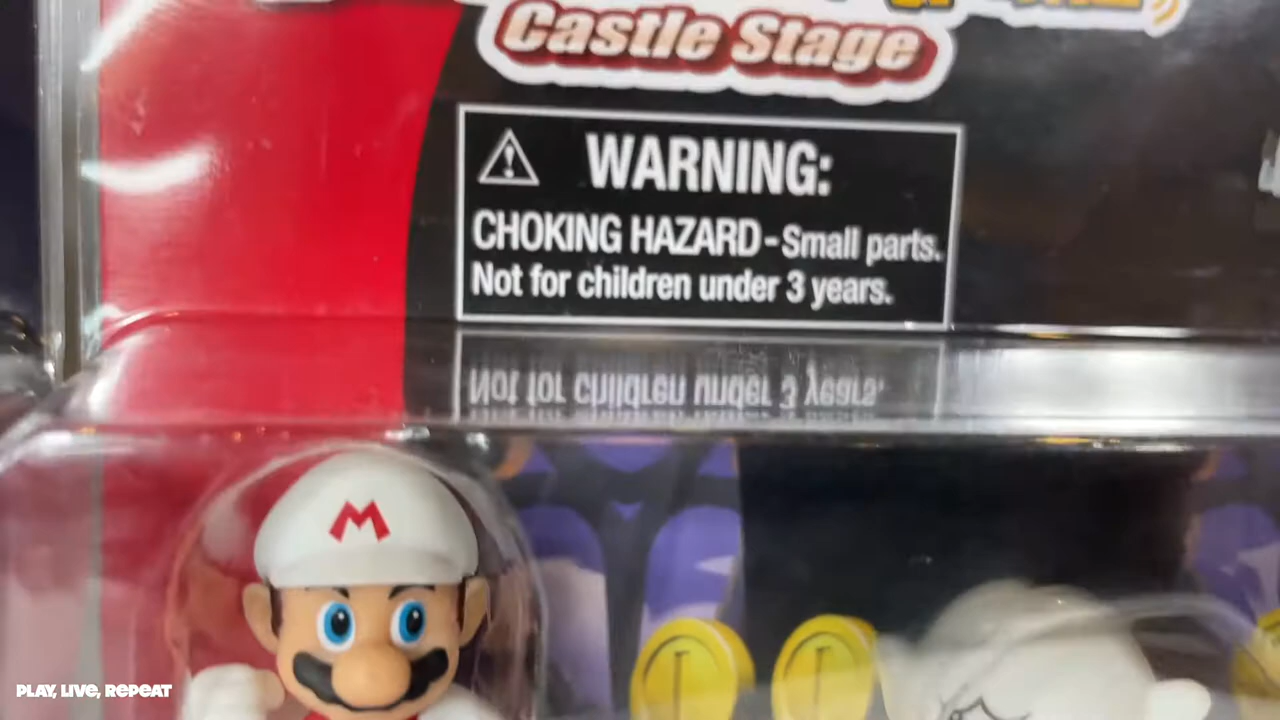 Castle Stage
WARNING:
CHOKING HAZARD - Small parts.
Not for children under 3 years.
Not for children under 3 years.
M
PLAY, LIVE, REPEAT